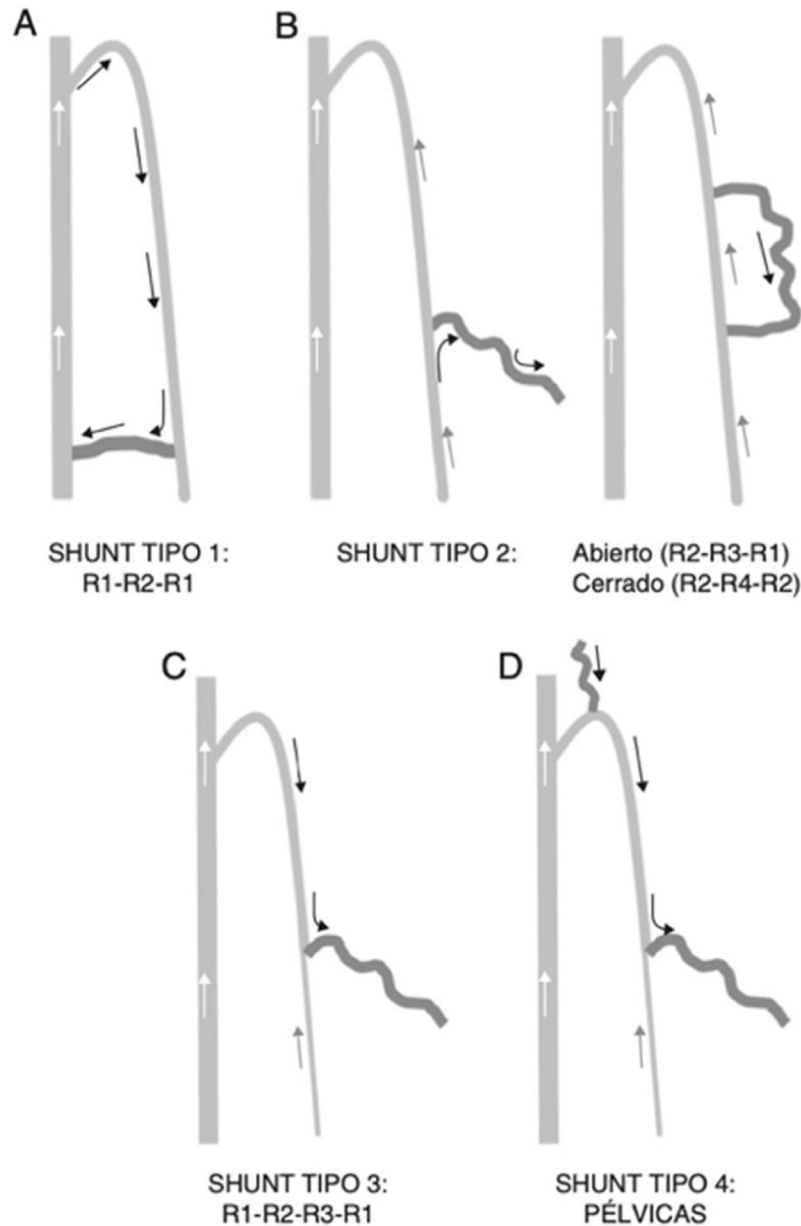 A
B
SHUNT TIPO 1:
R1-R2-R1
SHUNT TIPO 2:
Abierto (R2-R3-R1)
Cerrado (R2-R4-R2)
C
D
SHUNT TIPO 3:
R1-R2-R3-R1
SHUNT TIPO 4:
PÉLVICAS